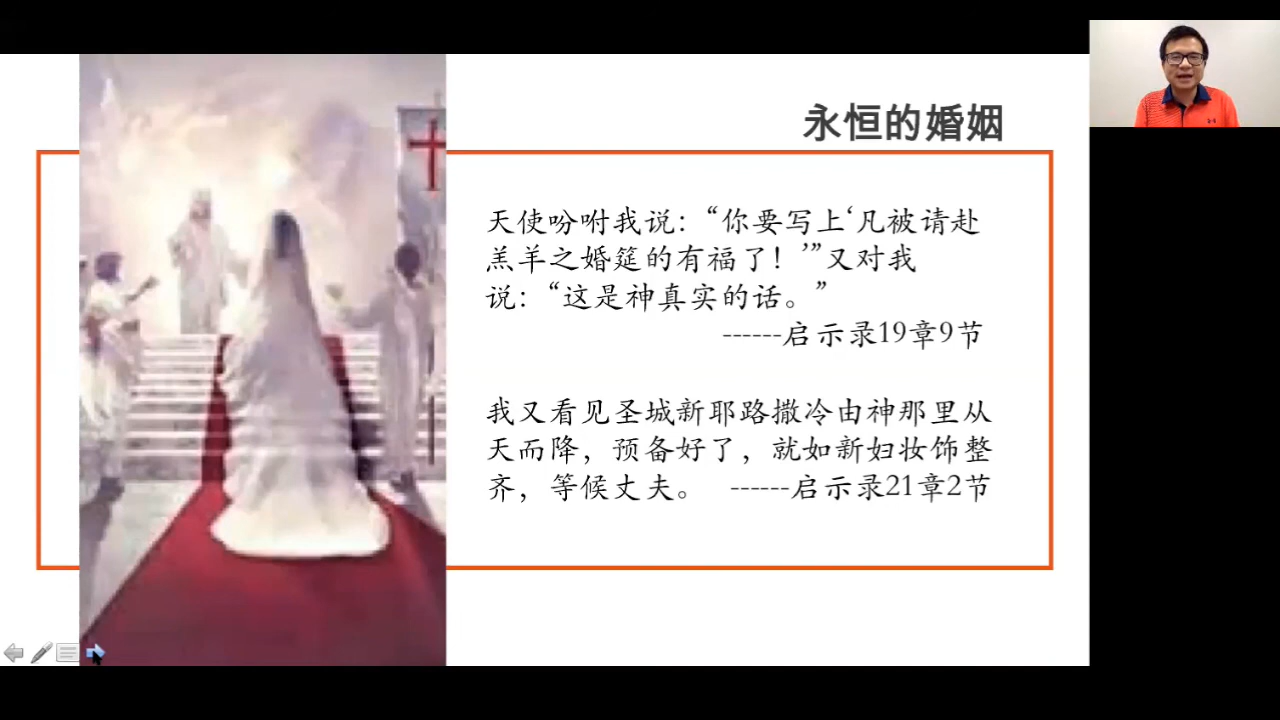 永恒的婚姻
天使吩咐我说：“你要写上‘凡被请赴
羔羊之婚筵的有福了！’”又对我
说：“这是神真实的话。”
------启示录19章9节
我又看见圣城新耶路撒冷由神那里从
天而降，预备好了，就如新妇妆饰整
齐，等候丈夫。 ------启示录21章2节